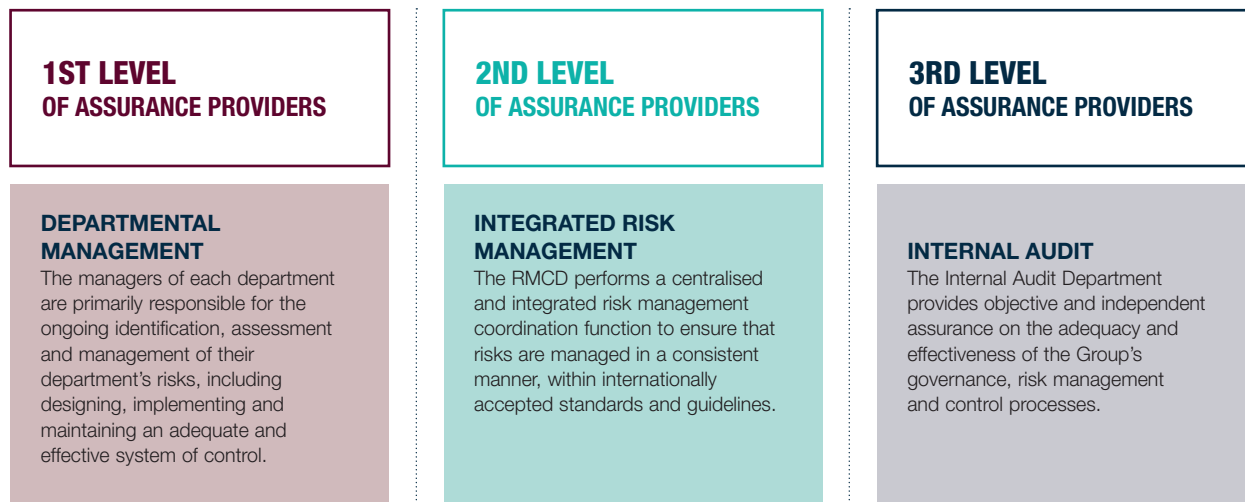 1ST LEVEL
OF ASSURANCE PROVIDERS
DEPARTMENTAL
MANAGEMENT
The managers of each department
are primarily responsible for the
ongoing identification, assessment
and management of their
department’s risks, including
designing, implementing and
maintaining an adequate and
effective system of control.
2ND LEVEL
OF ASSURANCE PROVIDERS
INTEGRATED RISK
MANAGEMENT
The RMCD performs a centralised
and integrated risk management
coordination function to ensure that
risks are managed in a consistent
manner, within internationally
accepted standards and guidelines.
3RD LEVEL
OF ASSURANCE PROVIDERS
INTERNAL AUDIT
The Internal Audit Department
provides objective and independent
assurance on the adequacy and
effectiveness of the Group’s
governance, risk management
and control processes.